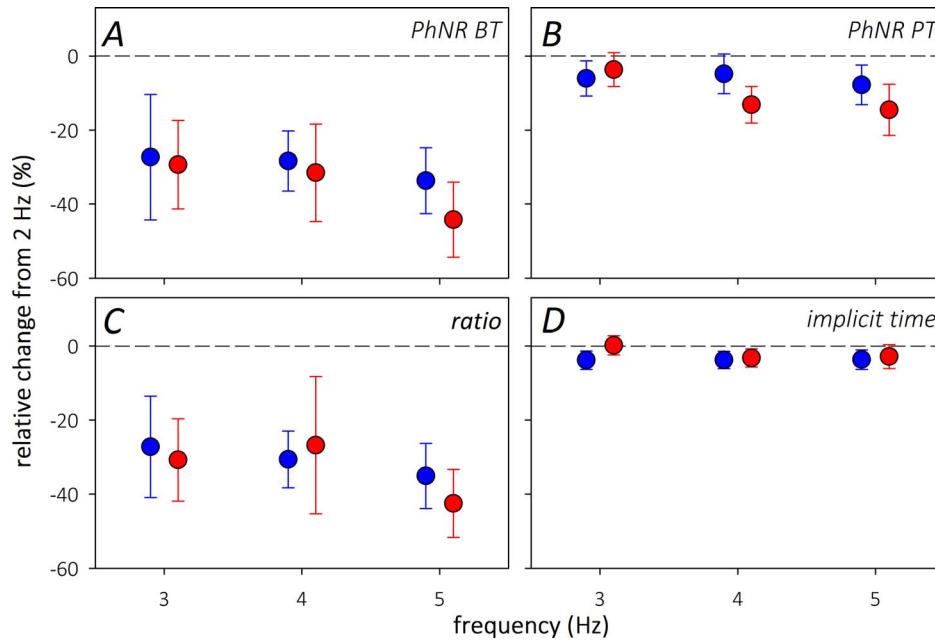 A
PhNR BT
B
PhNR PT
0
-20
-40
-60
C
ratio
D
implicit time
0
-20
-40
-60
3
4
5
3
4
5
relative change from 2 Hz (%)
frequency (Hz)